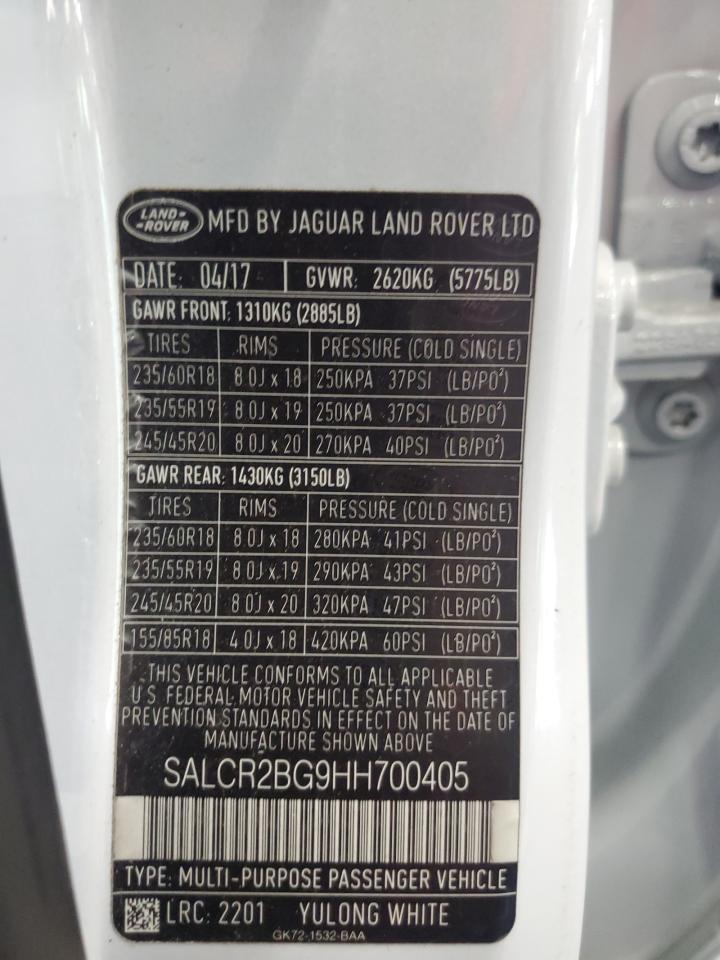 LAND-
-ROVER
MFD BY JAGUAR LAND ROVER LTD
DATE: 04/17 GVWR: 2620KG (5775LB)
GAWR FRONT: 1310KG (2885LB)
TIRES RIMS PRESSURE (COLD SINGLE)
235/60R18 8.0J x 18 250KPA 37PSI (LB/PO²)
235/55R19 8.0J x 19 250KPA 37PSI (LB/PO²)
245/45R20 8.0J x 20 270KPA 40PSI (LB/PO²)
GAWR REAR: 1430KG (3150LB)
TIRES RIMS PRESSURE (COLD SINGLE)
235/60R18 8.0J x 18 280KPA 41PSI (LB/PO²)
235/55R19 8.0J x 19 290KPA 43PSI (LB/PO²)
245/45R20 8.0J x 20 320KPA 47PSI (LB/PO²)
155/85R18 4.0J x 18 420KPA 60PSI (LB/PO²)
THIS VEHICLE CONFORMS TO ALL APPLICABLE
U.S. FEDERAL MOTOR VEHICLE SAFETY AND THEFT
PREVENTION STANDARDS IN EFFECT ON THE DATE OF
MANUFACTURE SHOWN ABOVE
SALCR2BG9HH700405
TYPE: MULTI-PURPOSE PASSENGER VEHICLE
LRC: 2201 YULONG WHITE
GK72-1532-BAA